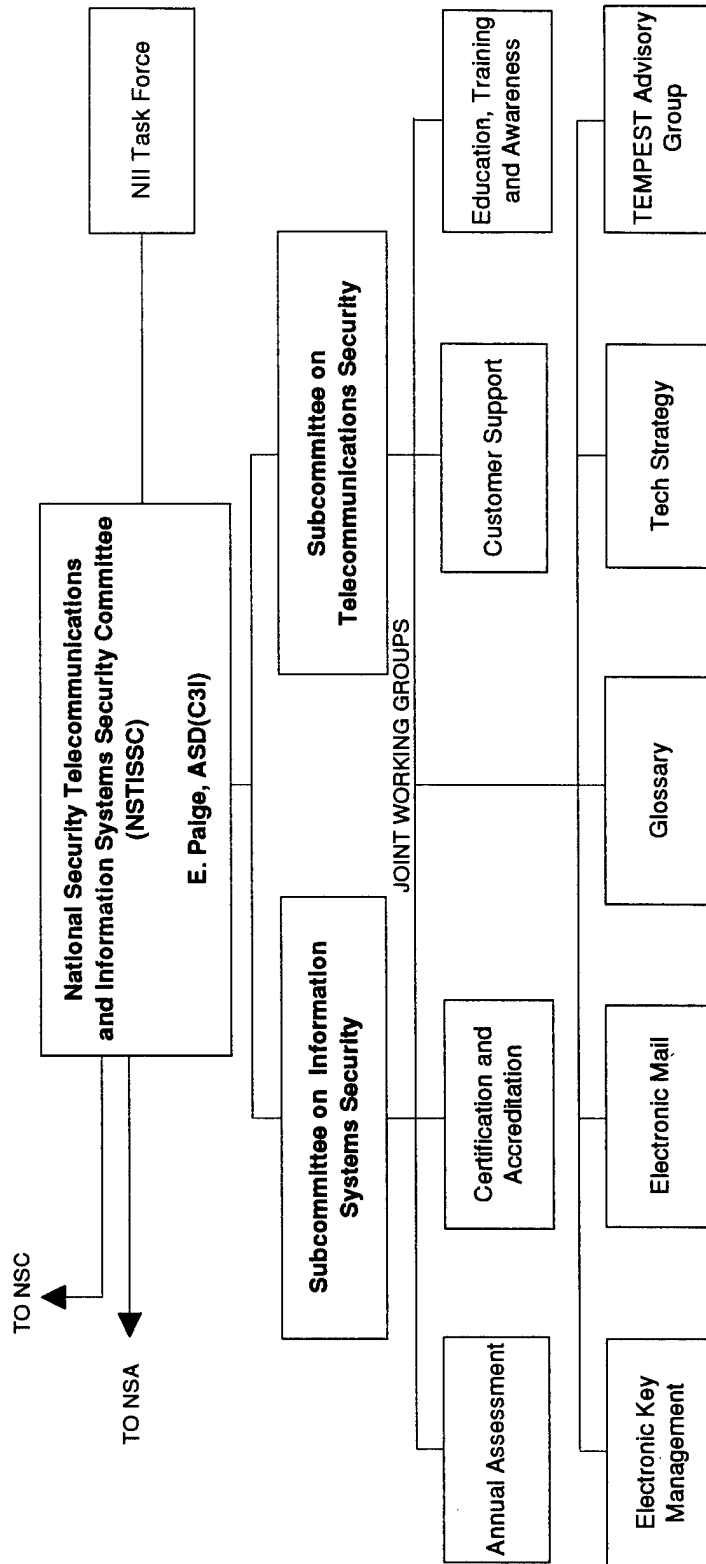 TO NSC
TO NSA
National Security Telecommunications
and Information Systems Security Committee
(NSTISSC)
E. Paige, ASD(C3I)
NII Task Force
Subcommittee on Information
Systems Security
Subcommittee on
Telecommunications Security
JOINT WORKING GROUPS
Annual Assessment
Certification and
Accreditation
Customer Support
Education, Training
and Awareness
Electronic Key
Management
Electronic Mail
Glossary
Tech Strategy
TEMPEST Advisory
Group